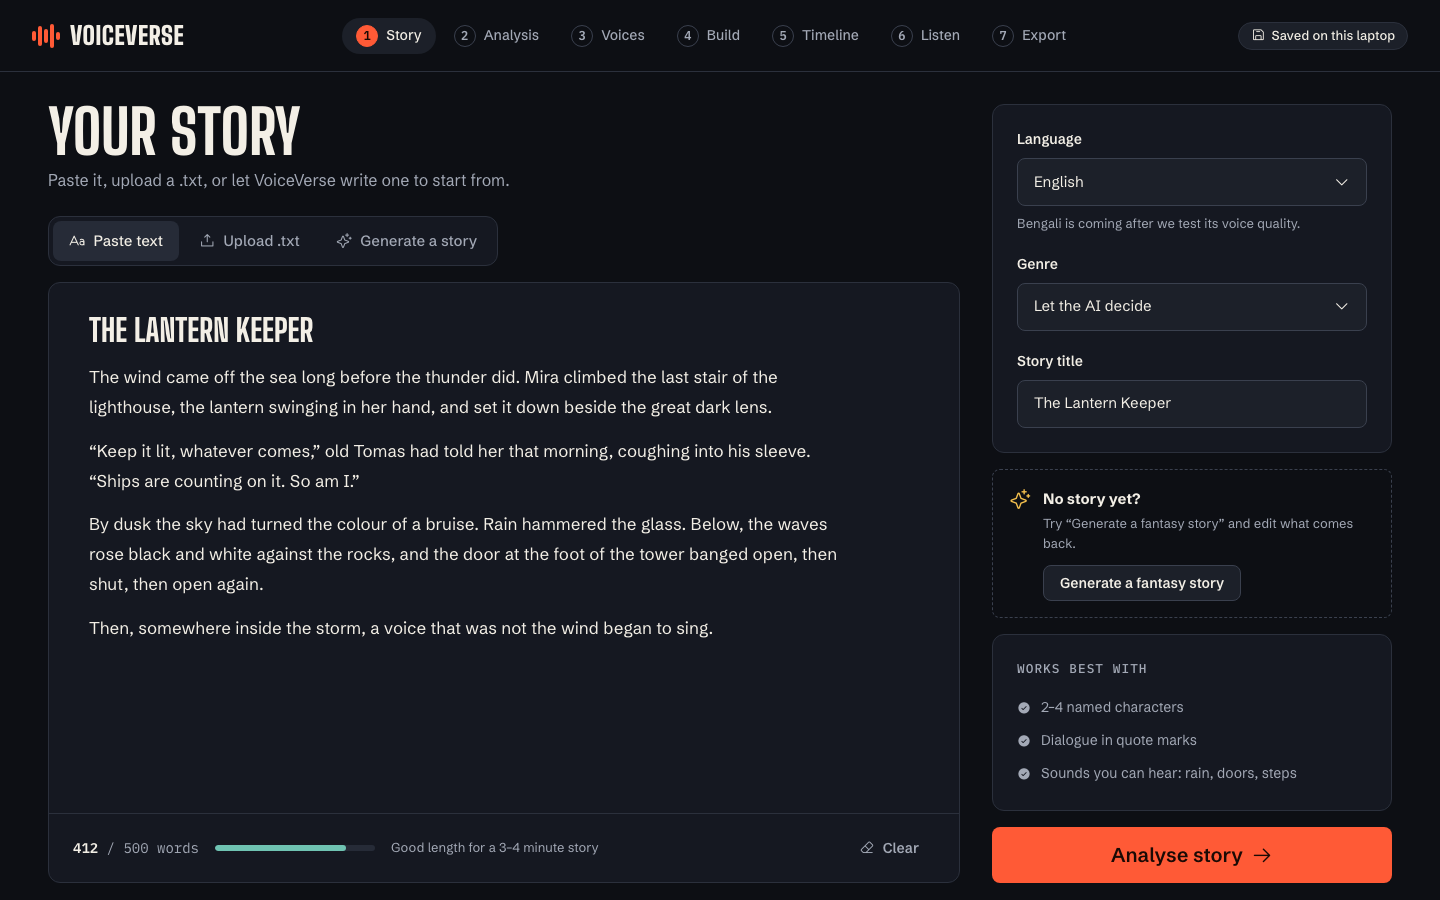 VOICEVERSE
1 Story
2 Analysis
3 Voices
4 Build
5 Timeline
6 Listen
7 Export
Saved on this laptop
YOUR STORY
Paste it, upload a .txt, or let VoiceVerse write one to start from.
Aa Paste text
Upload .txt
Generate a story
THE LANTERN KEEPER
The wind came off the sea long before the thunder did. Mira climbed the last stair of the
lighthouse, the lantern swinging in her hand, and set it down beside the great dark lens.
“Keep it lit, whatever comes,” old Tomas had told her that morning, coughing into his sleeve.
“Ships are counting on it. So am I.”
By dusk the sky had turned the colour of a bruise. Rain hammered the glass. Below, the waves
rose black and white against the rocks, and the door at the foot of the tower banged open, then
shut, then open again.
Then, somewhere inside the storm, a voice that was not the wind began to sing.
412 / 500 words
Good length for a 3–4 minute story
Clear
Language
English
Bengali is coming after we test its voice quality.
Genre
Let the AI decide
Story title
The Lantern Keeper
No story yet?
Try “Generate a fantasy story” and edit what comes
back.
Generate a fantasy story
WORKS BEST WITH
2–4 named characters
Dialogue in quote marks
Sounds you can hear: rain, doors, steps
Analyse story →